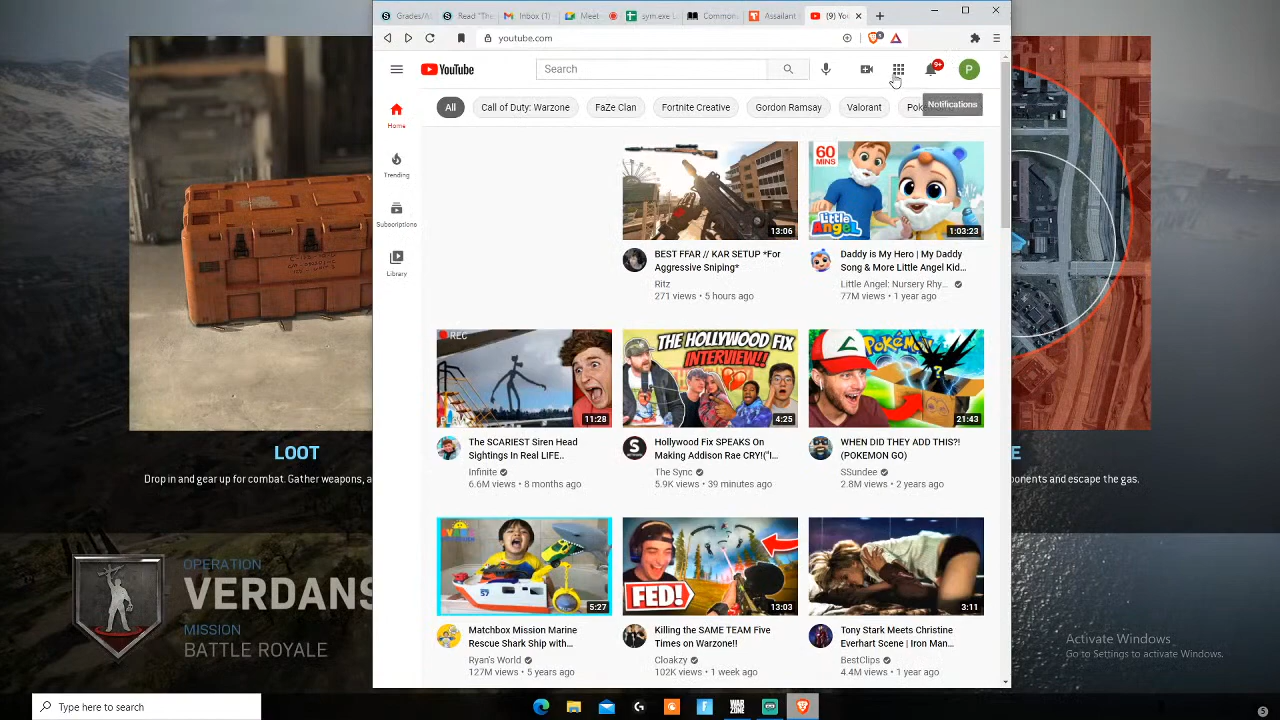 Grades/A
Read "The
Inbox (1)
Meet
sym.exe L
Common
Assailant
(9) Yo
youtube.com
YouTube
Search
9+
P
Home
Trending
Subscriptions
Library
All
Call of Duty: Warzone
FaZe Clan
Fortnite Creative
Gordon Ramsay
Valorant
Notifications
13:06
BEST FFAR // KAR SETUP *For
Aggressive Sniping*
Ritz
271 views • 5 hours ago
60
MINS
Little
Angel
1:03:23
Daddy is My Hero | My Daddy
Song & More Little Angel Kid...
Little Angel: Nursery Rhy...
77M views • 1 year ago
REC
11:28
The SCARIEST Siren Head
Sightings In Real LIFE..
Infinite
6.6M views • 8 months ago
THE HOLLYWOOD FIX
INTERVIEW!!
4:25
Hollywood Fix SPEAKS On
Making Addison Rae CRY!("I...
The Sync
5.9K views • 39 minutes ago
POKÉMON
GO
21:43
WHEN DID THEY ADD THIS?!
(POKEMON GO)
SSundee
2.8M views • 2 years ago
5:27
Matchbox Mission Marine
Rescue Shark Ship with...
Ryan's World
127M views • 5 years ago
FED!
13:03
Killing the SAME TEAM Five
Times on Warzone!!
Cloakzy
102K views • 1 week ago
3:11
Tony Stark Meets Christine
Everhart Scene | Iron Man...
BestClips
4.4M views • 1 year ago
LOOT
Drop in and gear up for combat. Gather weapons, a
ponents and escape the gas.
OPERATION
VERDANS
MISSION
BATTLE ROYALE
Activate Windows
Go to Settings to activate Windows.
Type here to search
WAR
ZONE
5